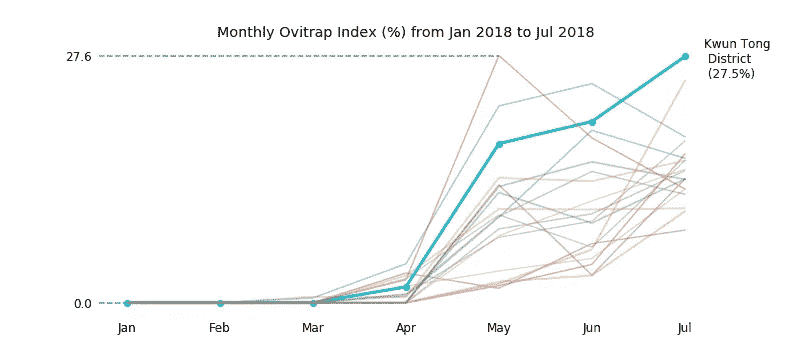 Monthly Ovitrap Index (%) from Jan 2018 to Jul 2018
Kwun Tong
District
(27.5%)
27.6
0.0
Jan Feb Mar Apr May Jun Jul